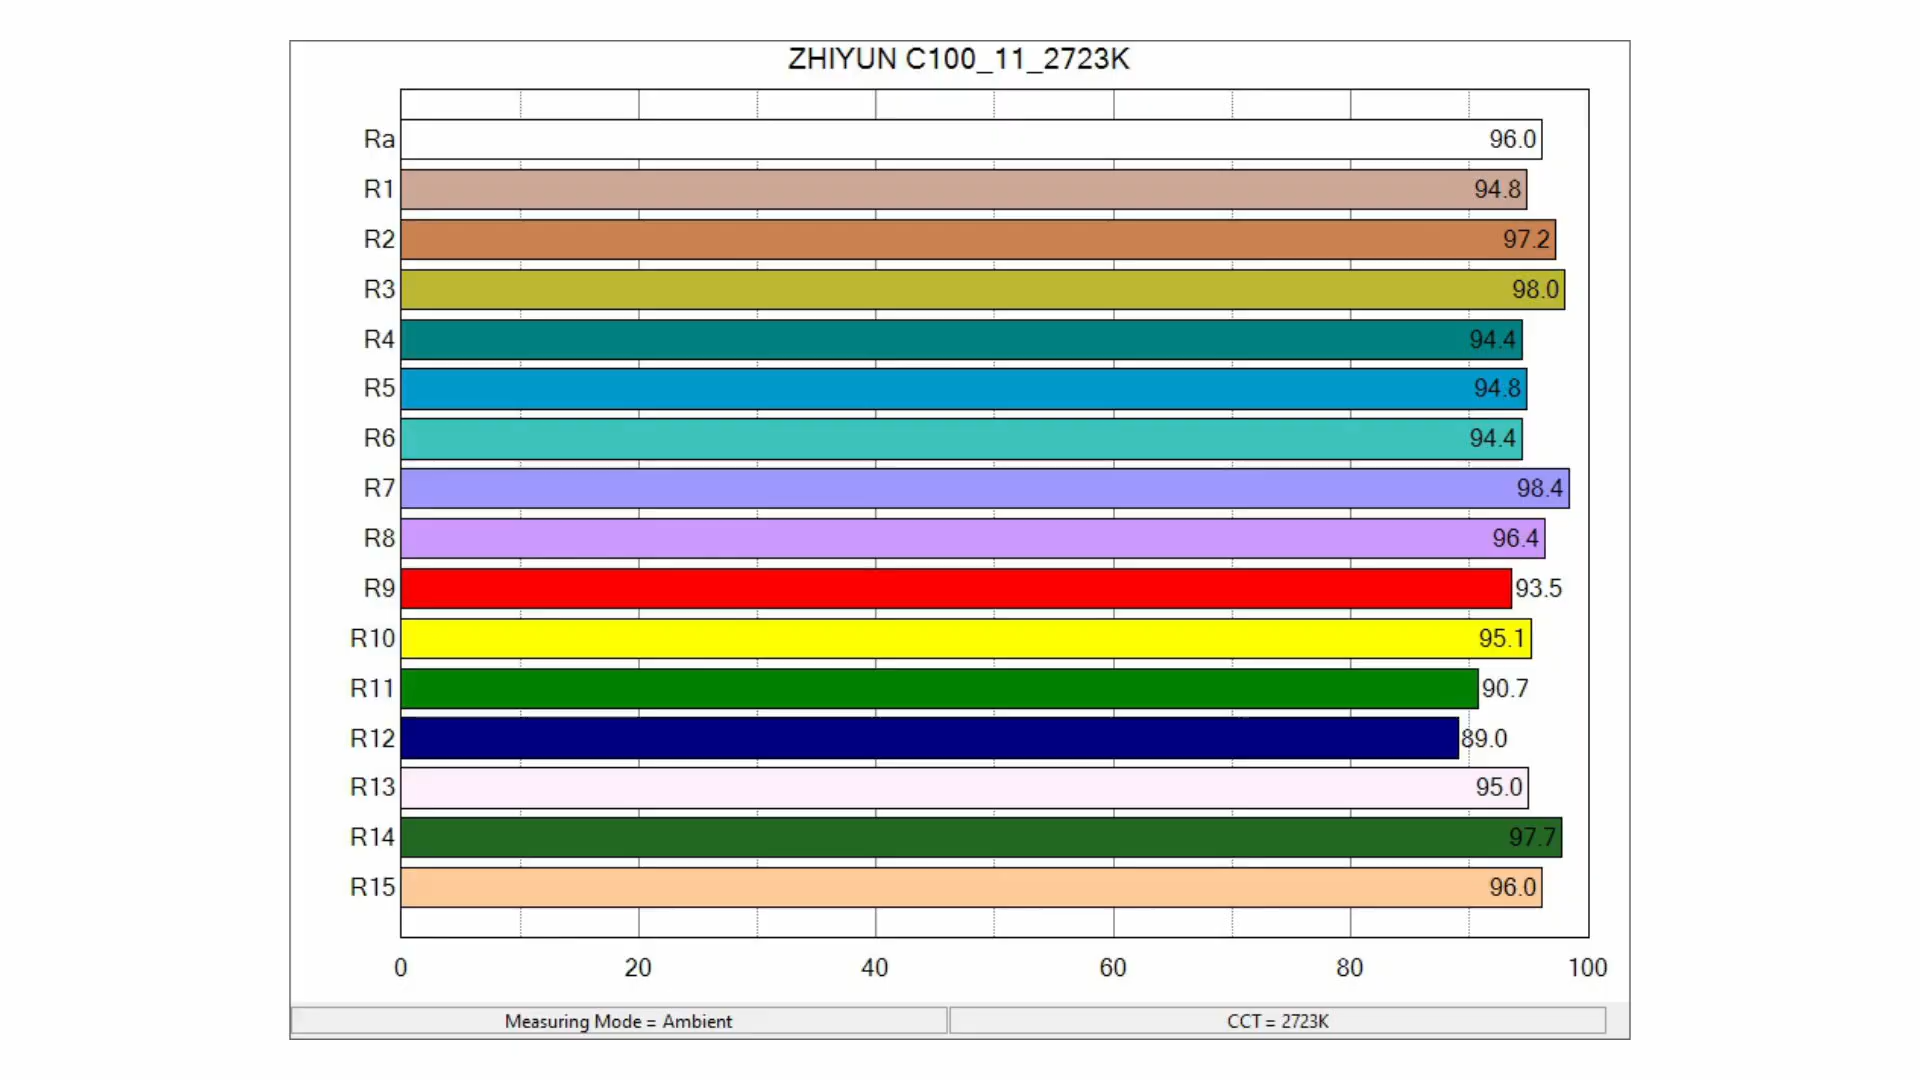 ZHIYUN C100_11_2723K
Ra 96.0
R1 94.8
R2 97.2
R3 98.0
R4 94.4
R5 94.8
R6 94.4
R7 98.4
R8 96.4
R9 93.5
R10 95.1
R11 90.7
R12 89.0
R13 95.0
R14 97.7
R15 96.0
0 20 40 60 80 100
Measuring Mode = Ambient CCT = 2723K